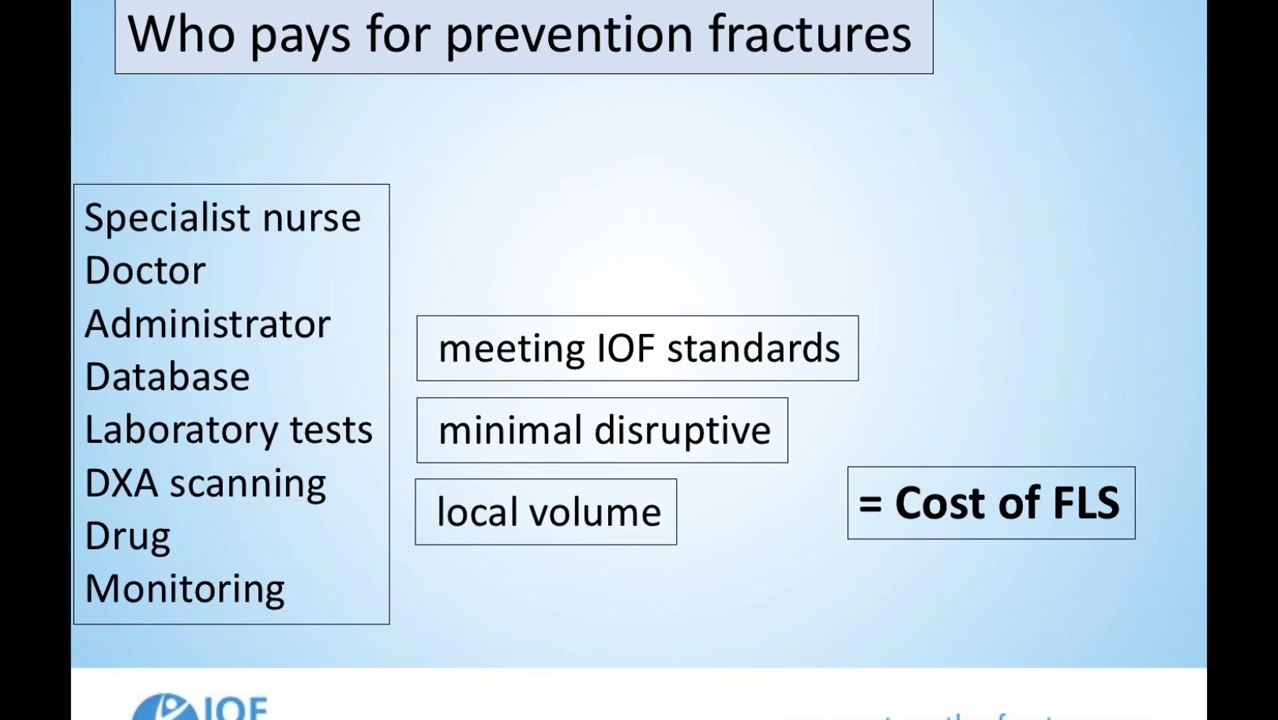 Who pays for prevention fractures
Specialist nurse
Doctor
Administrator
Database
Laboratory tests
DXA scanning
Drug
Monitoring
meeting IOF standards
minimal disruptive
local volume
= Cost of FLS
IOF